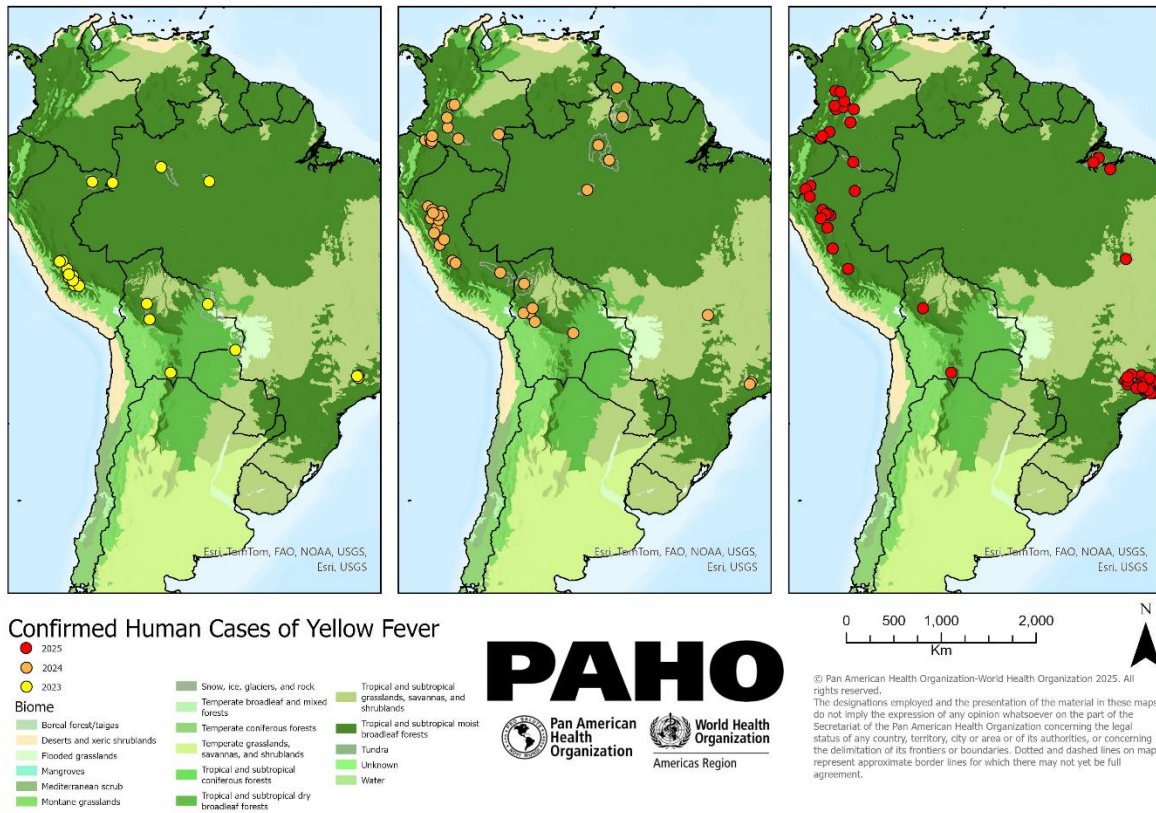 Esri, TomTom, FAO, NOAA, USGS,
Esri, USGS
Esri, TomTom, FAO, NOAA, USGS,
Esri, USGS
Esri, TomTom, FAO, NOAA, USGS,
Esri, USGS
Confirmed Human Cases of Yellow Fever
2025
2024
2023
Biome
Boreal forest/taigas
Deserts and xeric shrublands
Flooded grasslands
Mangroves
Mediterranean scrub
Montane grasslands
Snow, ice, glaciers, and rock
Temperate broadleaf and mixed
forests
Temperate coniferous forests
Temperate grasslands,
savannas, and shrublands
Tropical and subtropical
coniferous forests
Tropical and subtropical dry
broadleaf forests
Tropical and subtropical
grasslands, savannas, and
shrublands
Tropical and subtropical moist
broadleaf forests
Tundra
Unknown
Water
PAHO
Pan American
Health
Organization
World Health
Organization
Americas Region
0 500 1,000 2,000
Km
N
© Pan American Health Organization-World Health Organization 2025. All
rights reserved.
The designations employed and the presentation of the material in these maps
do not imply the expression of any opinion whatsoever on the part of the
Secretariat of the Pan American Health Organization concerning the legal
status of any country, territory, city or area or of its authorities, or concerning
the delimitation of its frontiers or boundaries. Dotted and dashed lines on map
represent approximate border lines for which there may not yet be full
agreement.